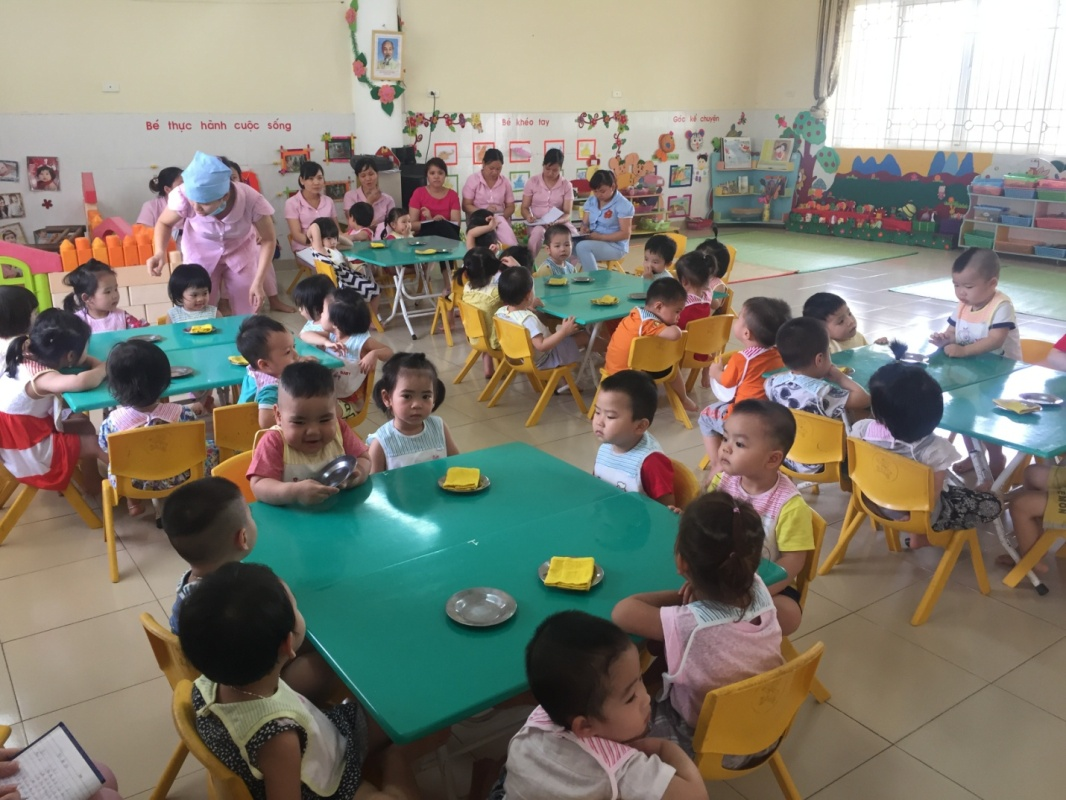 Bé thực hành cuộc sống
Bé khéo tay
Góc kể chuyện